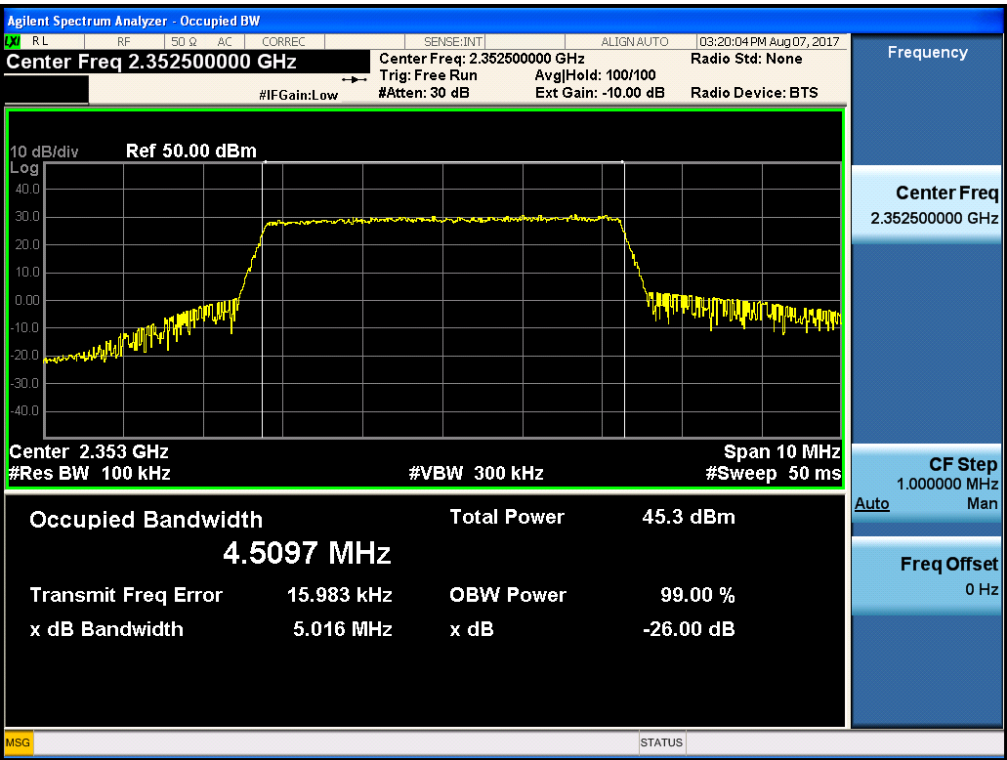 Agilent Spectrum Analyzer - Occupied BW
LXI RL RF 50 Ω AC CORREC SENSE:INT ALIGN AUTO 03:20:04 PM Aug 07, 2017
Center Freq 2.352500000 GHz
Center Freq: 2.352500000 GHz Radio Std: None
Trig: Free Run Avg|Hold: 100/100
#IFGain:Low #Atten: 30 dB Ext Gain: -10.00 dB Radio Device: BTS
10 dB/div Ref 50.00 dBm
Log
40.0
30.0
20.0
10.0
0.00
-10.0
-20.0
-30.0
-40.0
Center 2.353 GHz Span 10 MHz
#Res BW 100 kHz #VBW 300 kHz #Sweep 50 ms
Occupied Bandwidth Total Power 45.3 dBm
4.5097 MHz
Transmit Freq Error 15.983 kHz OBW Power 99.00 %
x dB Bandwidth 5.016 MHz x dB -26.00 dB
Frequency
Center Freq
2.352500000 GHz
CF Step
1.000000 MHz
Auto Man
Freq Offset
0 Hz
MSG STATUS